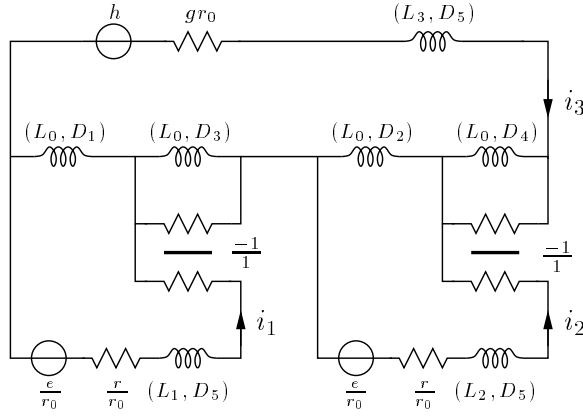 h
gr₀
(L₃, D₅)
i₃
(L₀, D₁)
(L₀, D₃)
(L₀, D₂)
(L₀, D₄)
-1/1
-1/1
i₁
i₂
e/r₀
r/r₀
(L₁, D₅)
e/r₀
r/r₀
(L₂, D₅)